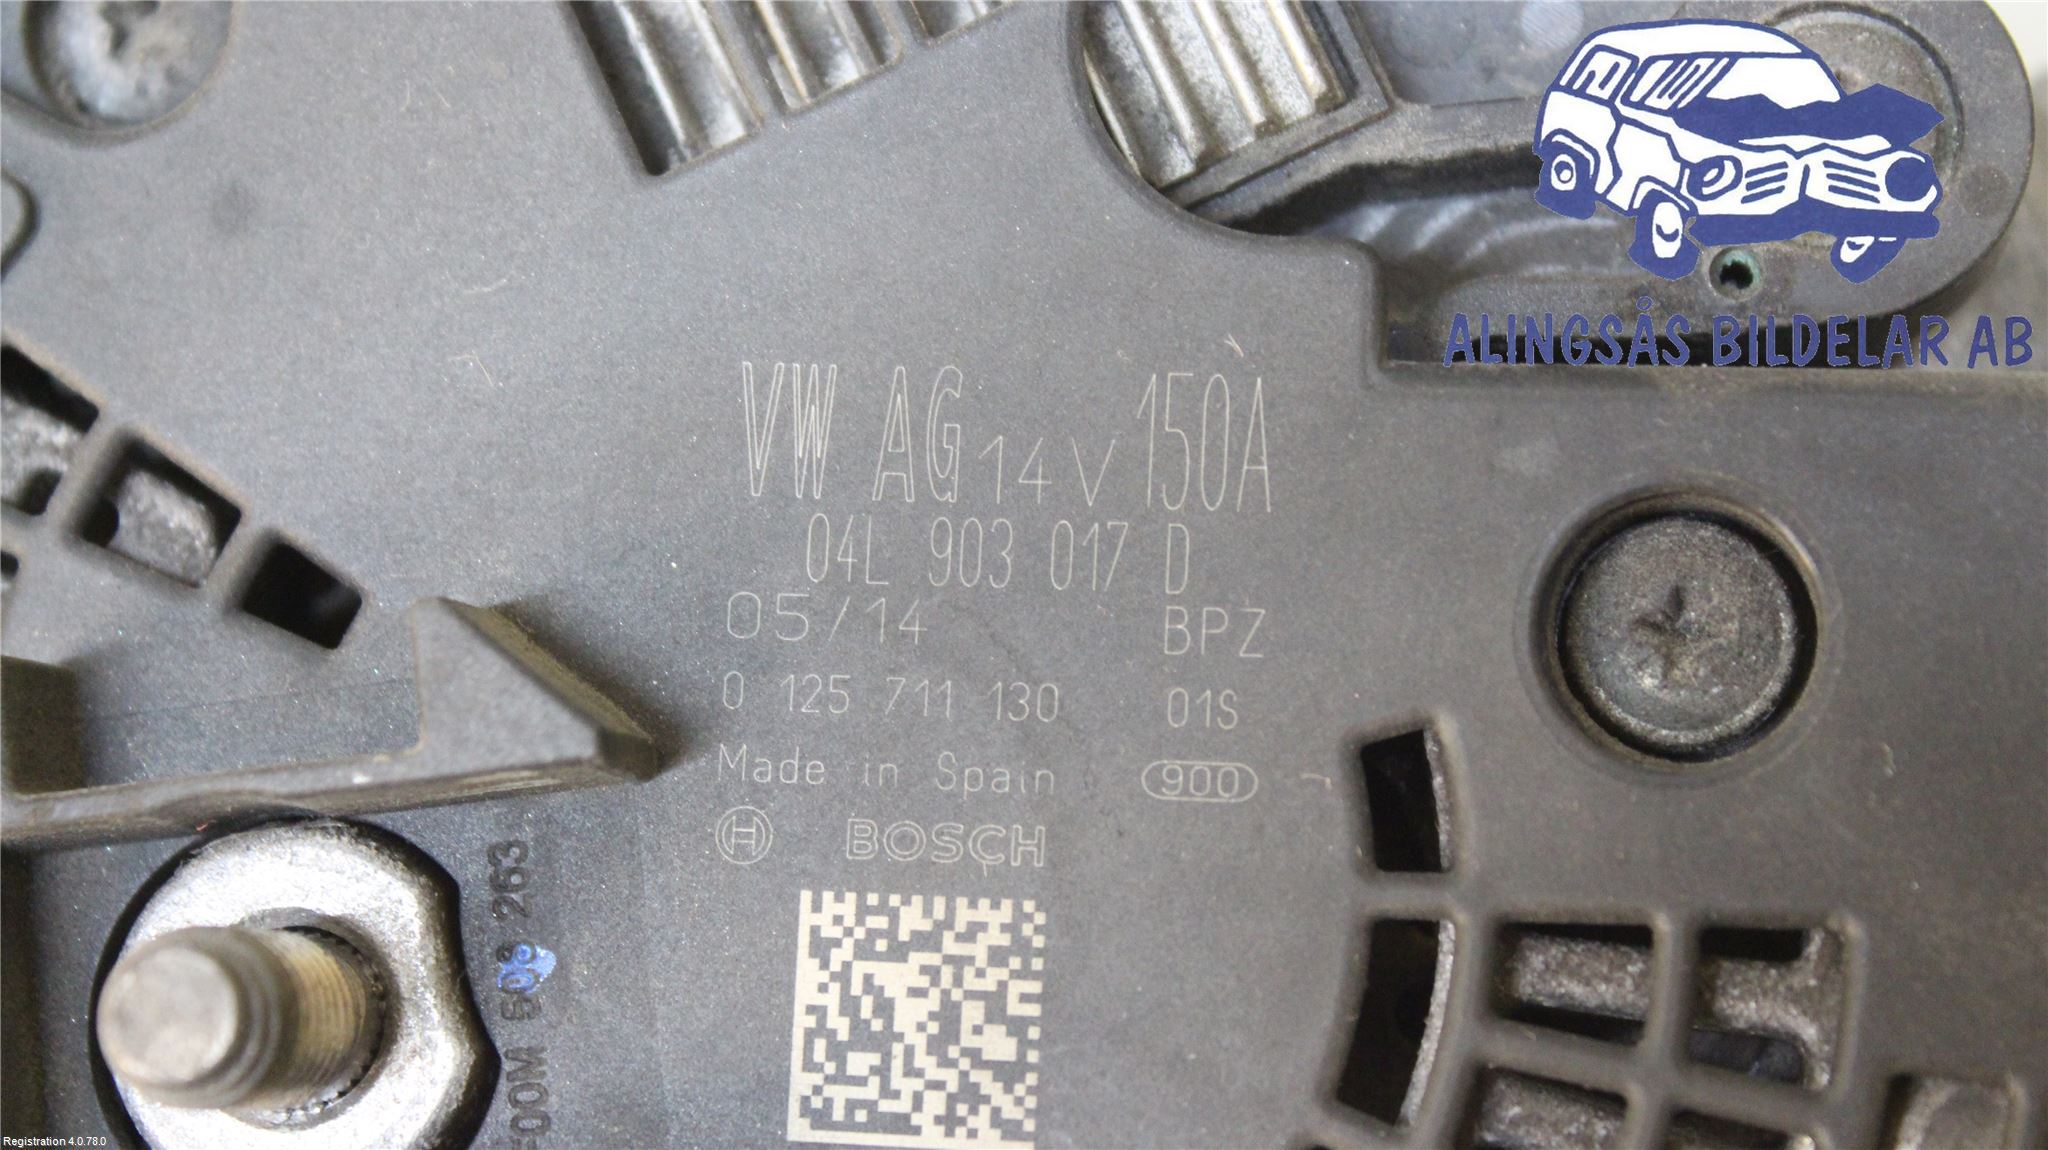 ALINGSÅS BILDELAR AB
VW AG 14V 150A
04L 903 017 D
05/14 BPZ
0 125 711 130 01S
Made in Spain 900
H BOSCH
263
Registration 4.0.78.0